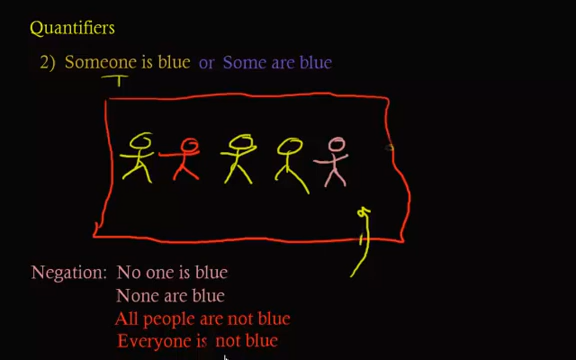 Quantifiers
2) Someone is blue or Some are blue
T
Negation: No one is blue
None are blue
All people are not blue
Everyone is not blue